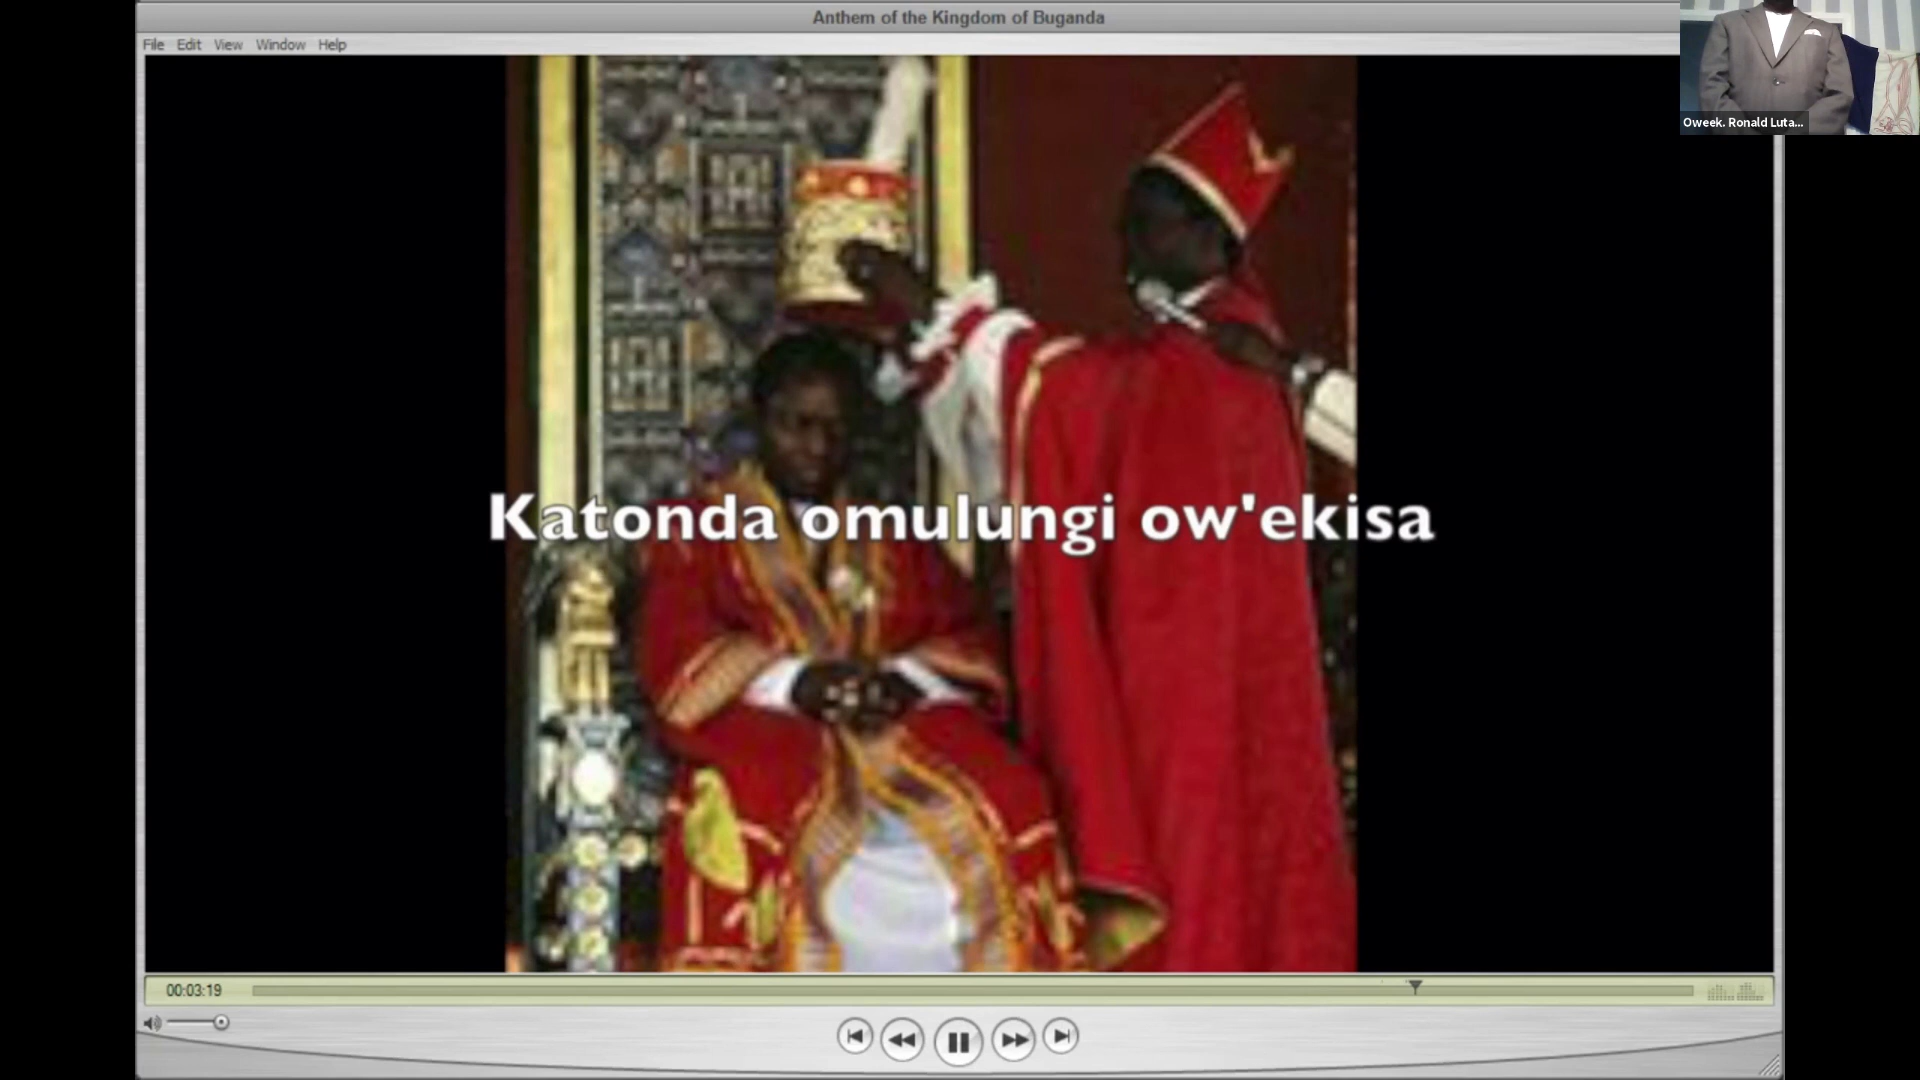 Anthem of the Kingdom of Buganda
File Edit View Window Help
Oweek. Ronald Luta...
Katonda omulungi ow'ekisa
00:03:19